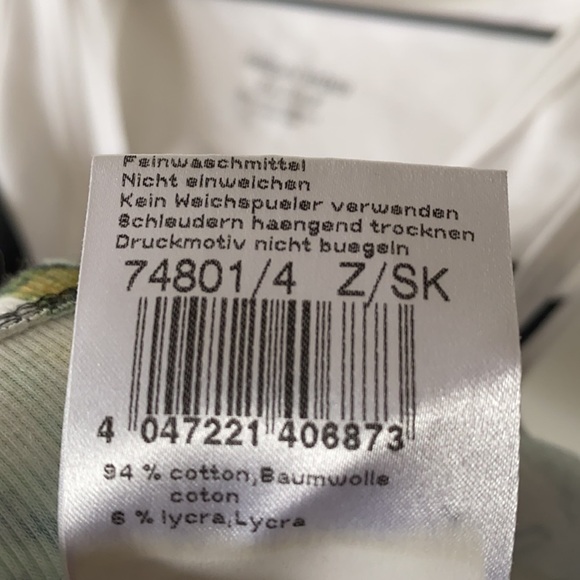 Feinwaschmittel
Nicht einweichen
Kein Weichspueler verwenden
Schleudern haengend trocknen
Druckmotiv nicht buegeln
74801/4 Z/SK
4 047221 406873
94 % cotton,Baumwolle
coton
6 % lycra,Lycra